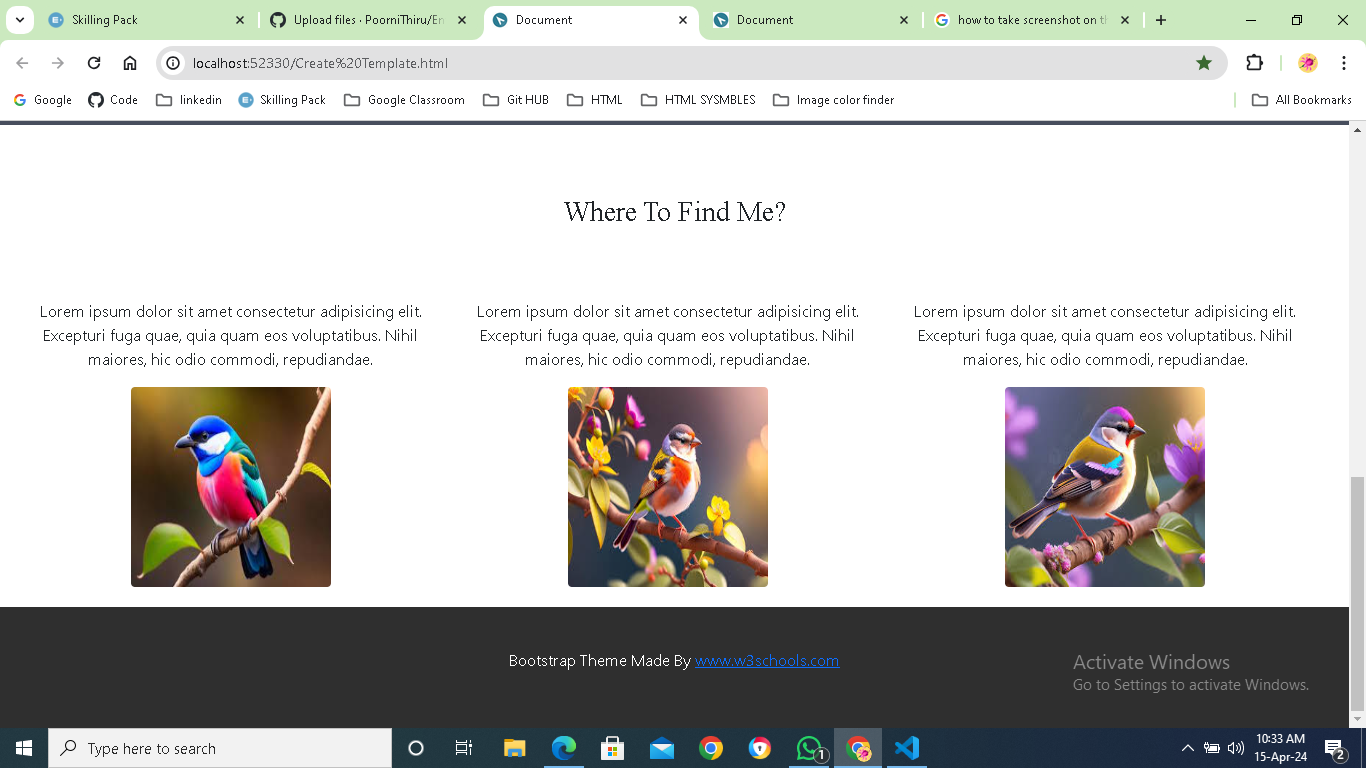 Skilling Pack
Upload files · PoorniThiru/En
Document
Document
how to take screenshot on th
localhost:52330/Create%20Template.html
Google
Code
linkedin
Skilling Pack
Google Classroom
Git HUB
HTML
HTML SYSMBLES
Image color finder
All Bookmarks
Where To Find Me?
Lorem ipsum dolor sit amet consectetur adipisicing elit.
Excepturi fuga quae, quia quam eos voluptatibus. Nihil
maiores, hic odio commodi, repudiandae.
Lorem ipsum dolor sit amet consectetur adipisicing elit.
Excepturi fuga quae, quia quam eos voluptatibus. Nihil
maiores, hic odio commodi, repudiandae.
Lorem ipsum dolor sit amet consectetur adipisicing elit.
Excepturi fuga quae, quia quam eos voluptatibus. Nihil
maiores, hic odio commodi, repudiandae.
Bootstrap Theme Made By www.w3schools.com
Activate Windows
Go to Settings to activate Windows.
Type here to search
1
10:33 AM
15-Apr-24
2